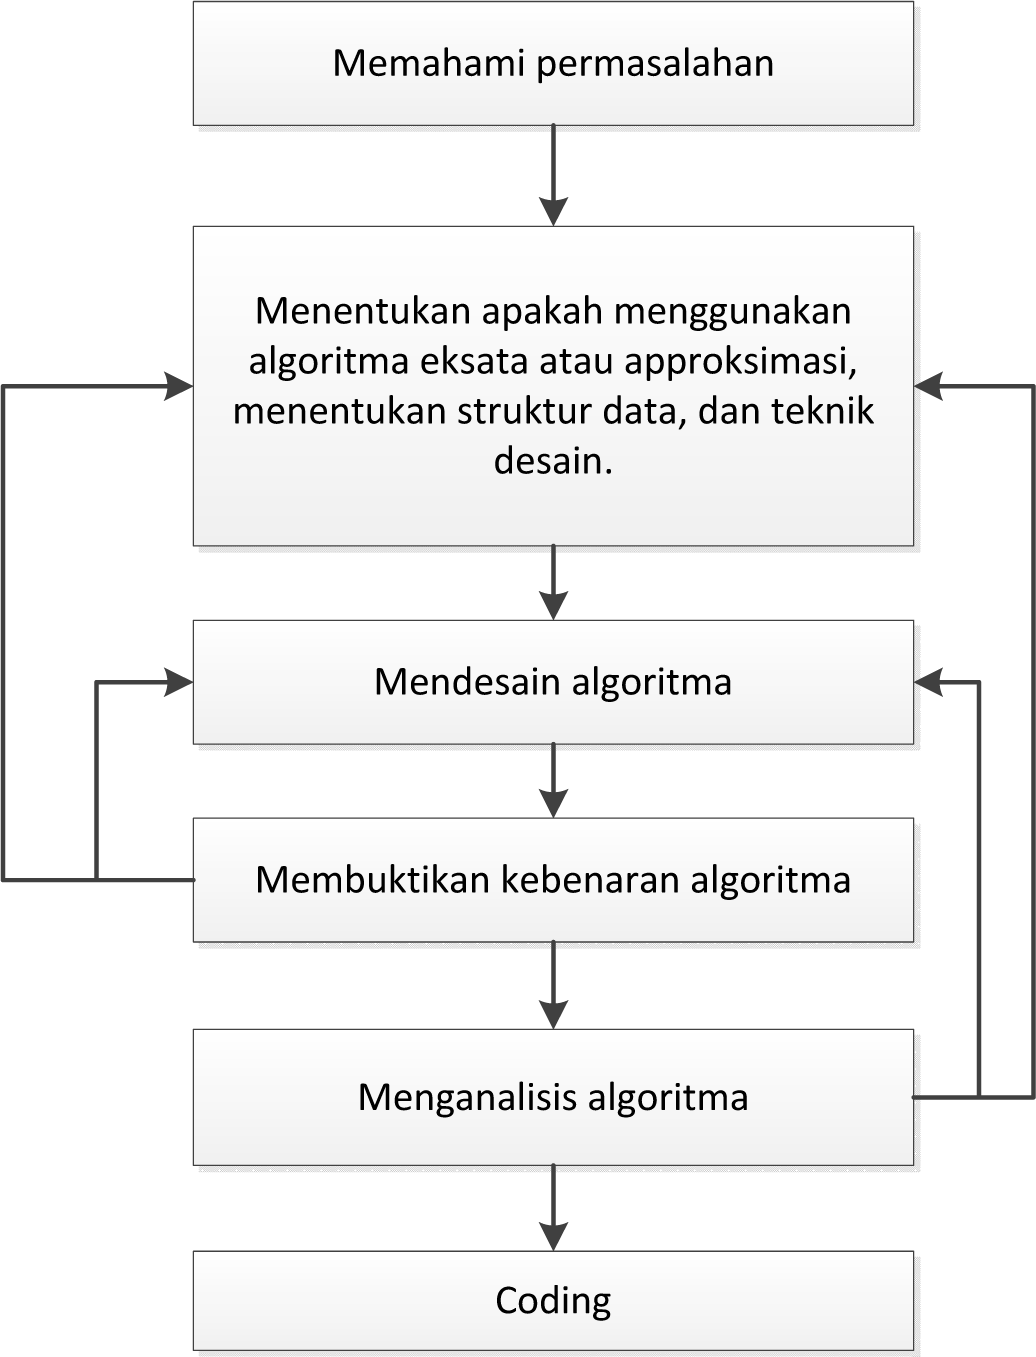 Memahami permasalahan
Menentukan apakah menggunakan
algoritma eksata atau approksimasi,
menentukan struktur data, dan teknik
desain.
Mendesain algoritma
Membuktikan kebenaran algoritma
Menganalisis algoritma
Coding